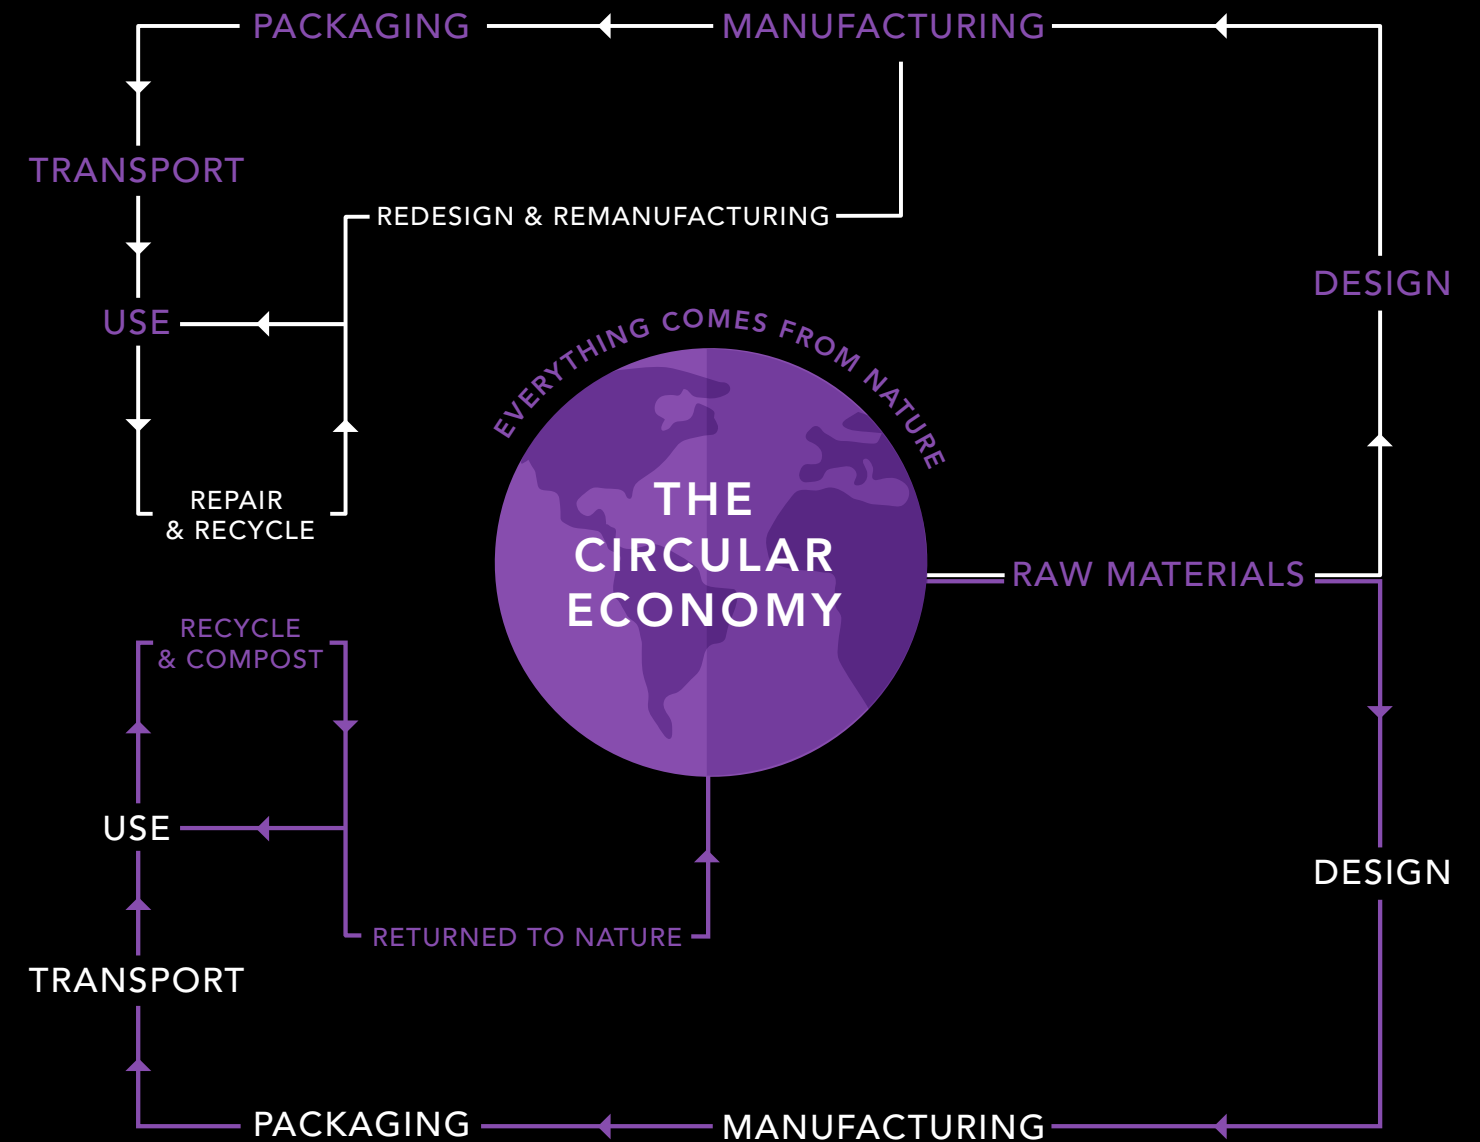 PACKAGING
MANUFACTURING
TRANSPORT
REDESIGN & REMANUFACTURING
DESIGN
USE
EVERYTHING COMES FROM NATURE
REPAIR
& RECYCLE
THE
CIRCULAR
ECONOMY
RAW MATERIALS
RECYCLE
& COMPOST
USE
DESIGN
RETURNED TO NATURE
TRANSPORT
PACKAGING
MANUFACTURING